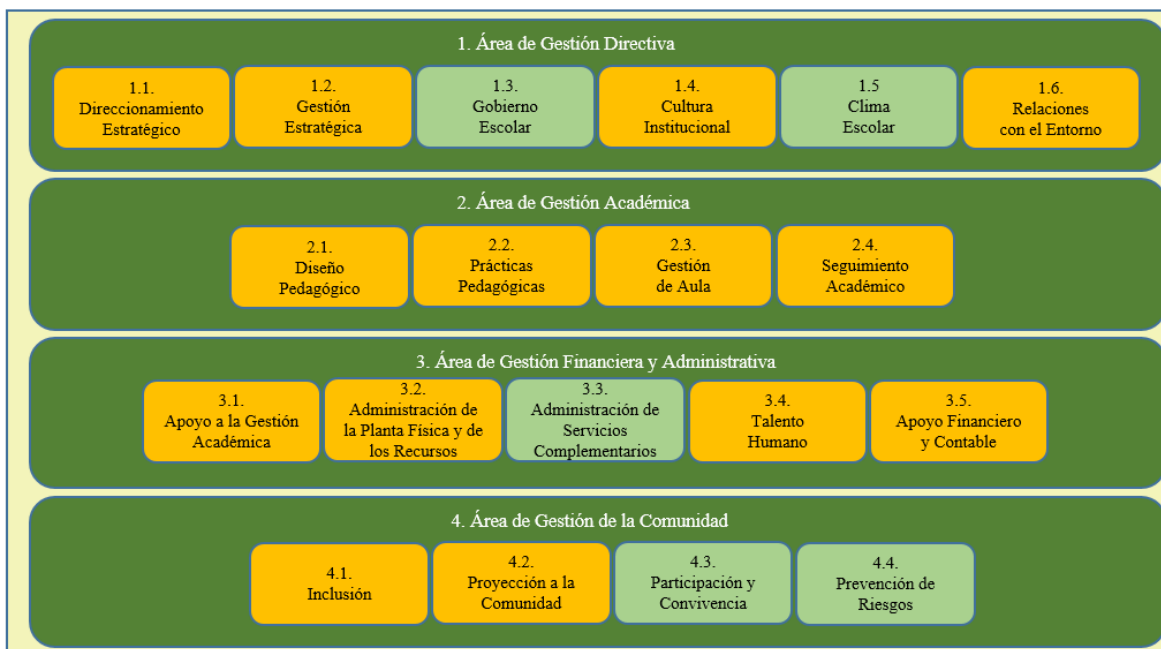 1. Área de Gestión Directiva
1.1.
Direccionamiento
Estratégico
1.2.
Gestión
Estratégica
1.3.
Gobierno
Escolar
1.4.
Cultura
Institucional
1.5
Clima
Escolar
1.6.
Relaciones
con el Entorno
2. Área de Gestión Académica
2.1.
Diseño
Pedagógico
2.2.
Prácticas
Pedagógicas
2.3.
Gestión
de Aula
2.4.
Seguimiento
Académico
3. Área de Gestión Financiera y Administrativa
3.1.
Apoyo a la Gestión
Académica
3.2.
Administración de
la Planta Física y de
los Recursos
3.3.
Administración de
Servicios
Complementarios
3.4.
Talento
Humano
3.5.
Apoyo Financiero
y Contable
4. Área de Gestión de la Comunidad
4.1.
Inclusión
4.2.
Proyección a la
Comunidad
4.3.
Participación y
Convivencia
4.4.
Prevención de
Riesgos